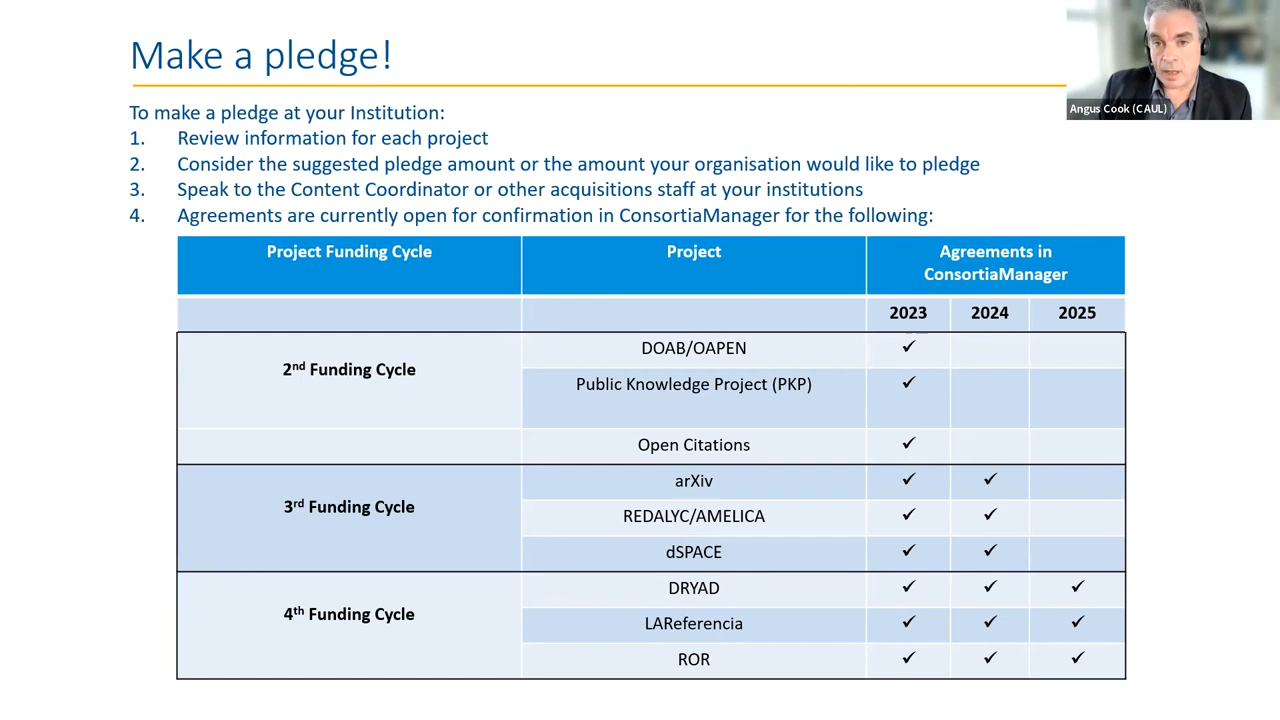 Make a pledge!
Angus Cook (CAUL)
To make a pledge at your Institution:
1. Review information for each project
2. Consider the suggested pledge amount or the amount your organisation would like to pledge
3. Speak to the Content Coordinator or other acquisitions staff at your institutions
4. Agreements are currently open for confirmation in ConsortiaManager for the following:
Project Funding Cycle Project Agreements in
ConsortiaManager
2023 2024 2025
2nd Funding Cycle
DOAB/OAPEN ✓
Public Knowledge Project (PKP) ✓
Open Citations ✓
3rd Funding Cycle
arXiv ✓ ✓
REDALYC/AMELICA ✓ ✓
dSPACE ✓ ✓
4th Funding Cycle
DRYAD ✓ ✓ ✓
LAReferencia ✓ ✓ ✓
ROR ✓ ✓ ✓